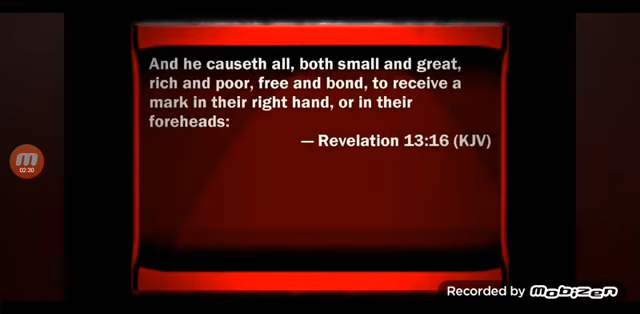 And he causeth all, both small and great,
rich and poor, free and bond, to receive a
mark in their right hand, or in their
foreheads:
— Revelation 13:16 (KJV)
02:30
Recorded by mobizen